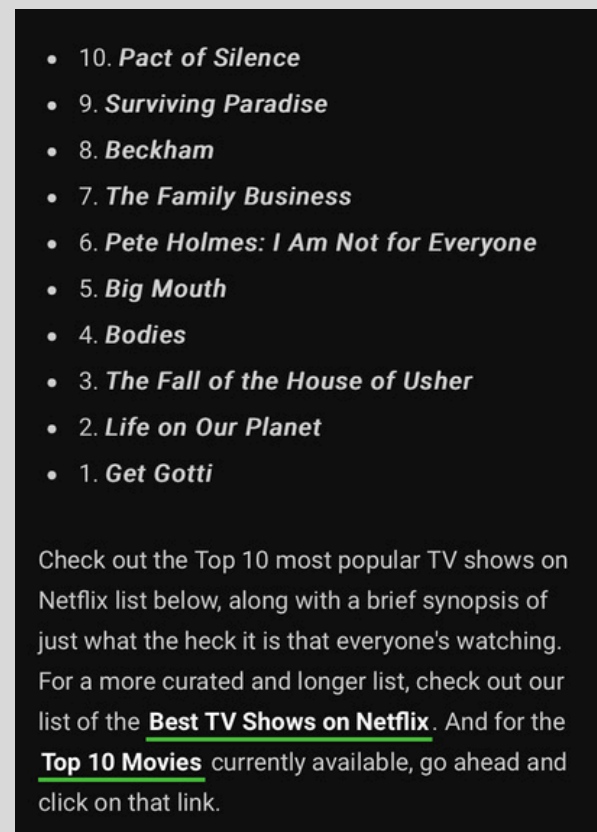 • 10. Pact of Silence
• 9. Surviving Paradise
• 8. Beckham
• 7. The Family Business
• 6. Pete Holmes: I Am Not for Everyone
• 5. Big Mouth
• 4. Bodies
• 3. The Fall of the House of Usher
• 2. Life on Our Planet
• 1. Get Gotti
Check out the Top 10 most popular TV shows on
Netflix list below, along with a brief synopsis of
just what the heck it is that everyone's watching.
For a more curated and longer list, check out our
list of the Best TV Shows on Netflix. And for the
Top 10 Movies currently available, go ahead and
click on that link.